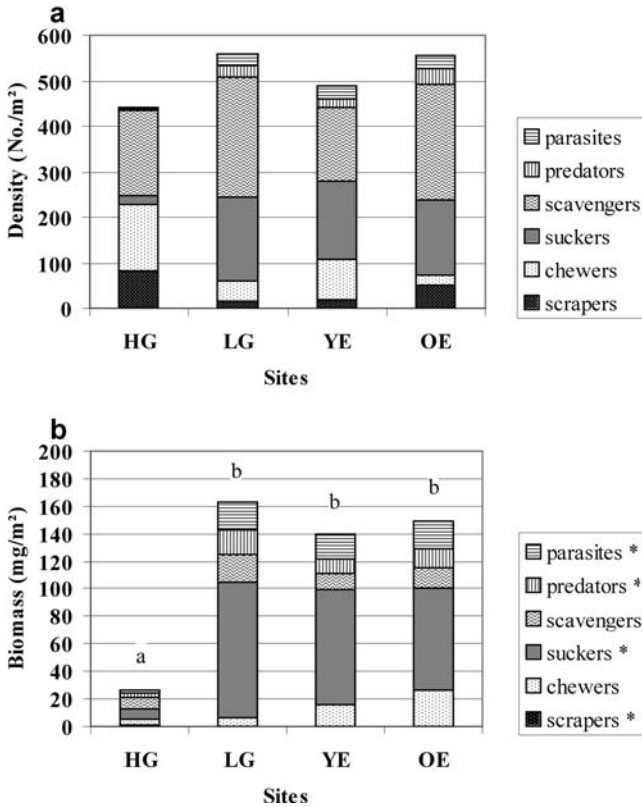 a
600
500
400
300
200
100
0
Density (No./m²)
HG LG YE OE
Sites
parasites
predators
scavengers
suckers
chewers
scrapers
b
200
180
160
140
120
100
80
60
40
20
0
Biomass (mg/m²)
a b b b
HG LG YE OE
Sites
parasites *
predators *
scavengers
suckers *
chewers
scrapers *